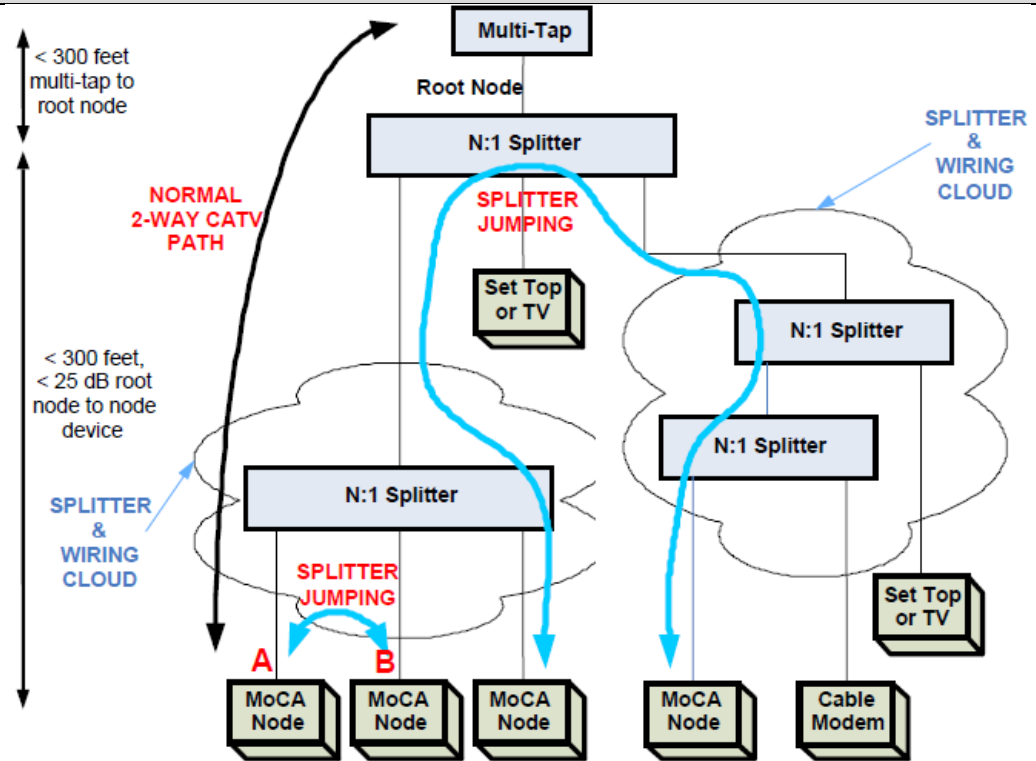 Multi-Tap
< 300 feet
multi-tap to
root node
Root Node
N:1 Splitter
SPLITTER
&
WIRING
CLOUD
NORMAL
2-WAY CATV
PATH
SPLITTER
JUMPING
Set Top
or TV
N:1 Splitter
< 300 feet,
< 25 dB root
node to node
device
N:1 Splitter
N:1 Splitter
SPLITTER
&
WIRING
CLOUD
SPLITTER
JUMPING
Set Top
or TV
A
B
MoCA
Node
MoCA
Node
MoCA
Node
MoCA
Node
Cable
Modem